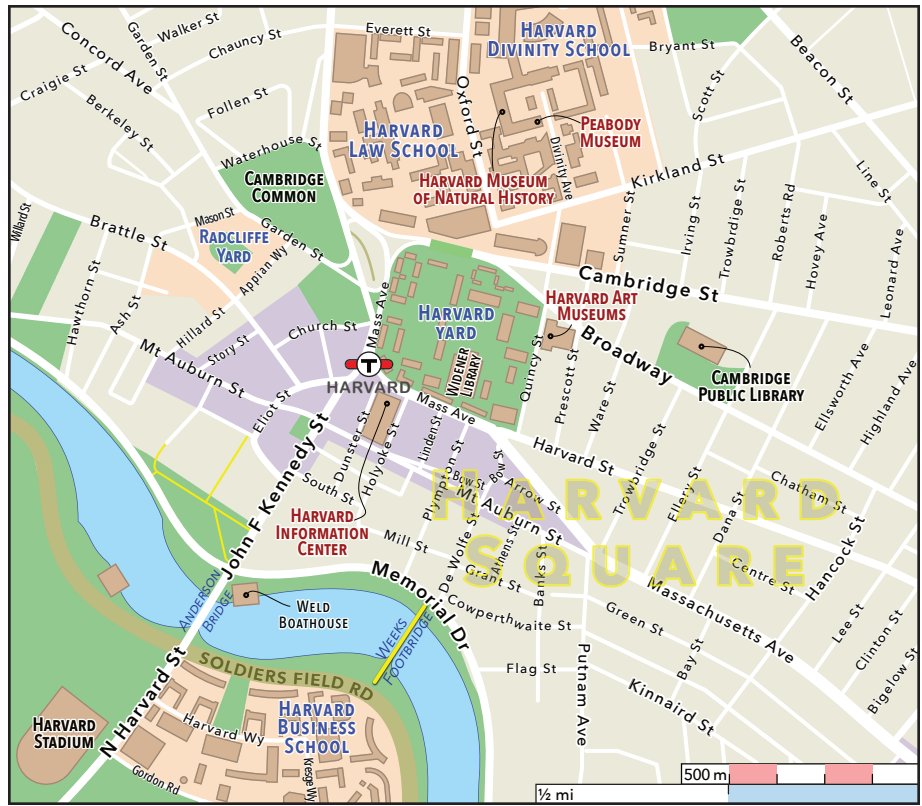 Concord Ave
Garden St
Walker St
Chauncy St
Everett St
HARVARD
DIVINITY SCHOOL
Bryant St
Beacon St
Craigie St
Berkeley St
Follen St
Waterhouse St
HARVARD
LAW SCHOOL
Oxford St
Scott St
PEABODY
MUSEUM
Divinity Ave
Kirkland St
Line St
CAMBRIDGE
COMMON
HARVARD MUSEUM
OF NATURAL HISTORY
Willard St
Brattle St
Mason St
RADCLIFFE
YARD
Garden St
Appian Wy
Sumner St
Irving St
Trowbridige St
Roberts Rd
Hovey Ave
Leonard Ave
Hawthorn St
Ash St
Hillard St
Story St
Church St
Mass Ave
HARVARD
YARD
WIDENER
LIBRARY
Cambridge St
HARVARD ART
MUSEUMS
Broadway
Quincy St
Prescott St
Ware St
CAMBRIDGE
PUBLIC LIBRARY
Ellsworth Ave
Highland Ave
Mt Auburn St
T
HARVARD
Mass Ave
Eliot St
John F Kennedy St
Dunster St
Holyoke St
Linden St
Plympton St
Bow St
Bow St
Arrow St
Harvard St
Trowbridge St
Ellery St
Dana St
Chatham St
Hancock St
South St
Mt Auburn St
HARVARD
SQUARE
HARVARD
INFORMATION
CENTER
Mill St
De Wolfe St
Athens St
Grant St
Banks St
Centre St
Memorial Dr
Cowperthwaite St
Massachusetts Ave
Green St
Lee St
Clinton St
Bigelow St
ANDERSON
BRIDGE
WELD
BOATHOUSE
WEEKS
FOOTBRIDGE
Flag St
Putnam Ave
Bay St
Kinnaird St
SOLDIERS FIELD RD
N Harvard St
HARVARD
STADIUM
Harvard Wy
HARVARD
BUSINESS
SCHOOL
Gordon Rd
Kresge Wy
500 m
½ mi